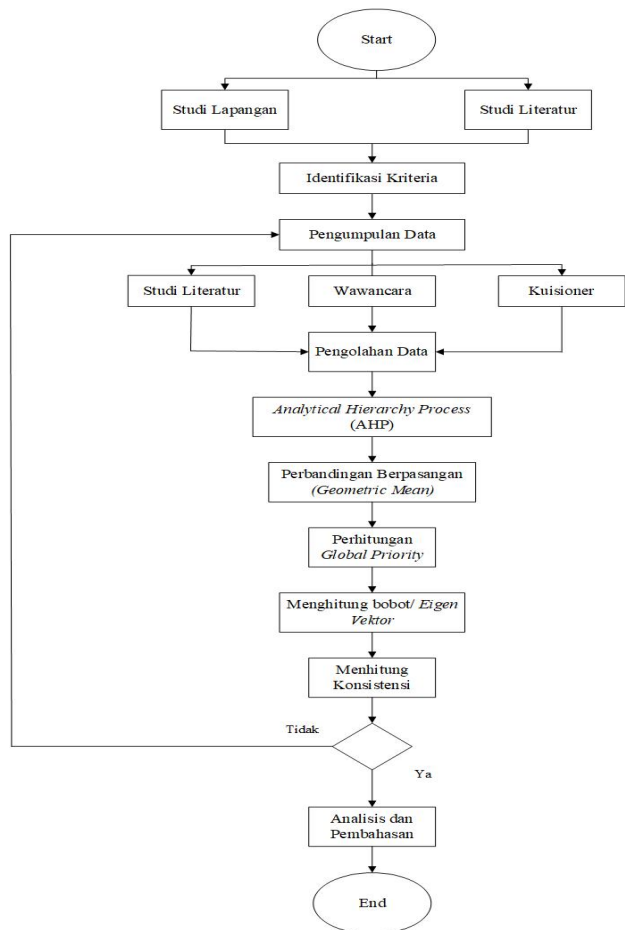 Start
Studi Lapangan
Studi Literatur
Identifikasi Kriteria
Pengumpulan Data
Studi Literatur
Wawancara
Kuisioner
Pengolahan Data
Analytical Hierarchy Process
(AHP)
Perbandingan Berpasangan
(Geometric Mean)
Perhitungan
Global Priority
Menghitung bobot/ Eigen
Vektor
Menhitung
Konsistensi
Tidak
Ya
Analisis dan
Pembahasan
End